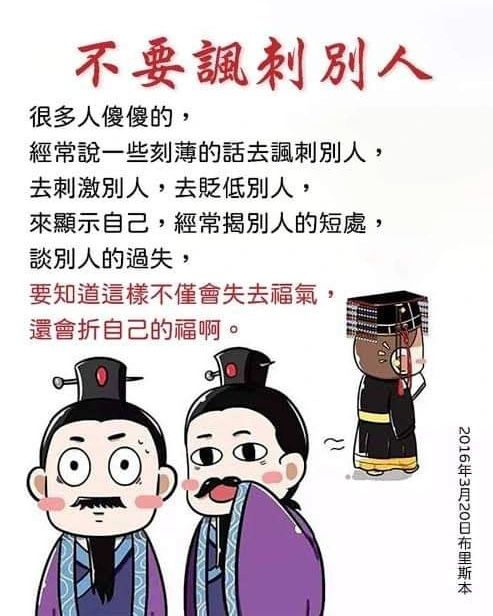 不要諷刺別人
很多人傻傻的，
經常說一些刻薄的話去諷刺別人，
去刺激別人，去貶低別人，
來顯示自己，經常揭別人的短處，
談別人的過失，
要知道這樣不僅會失去福氣，
還會折自己的福啊。
2016年3月20日布里斯本